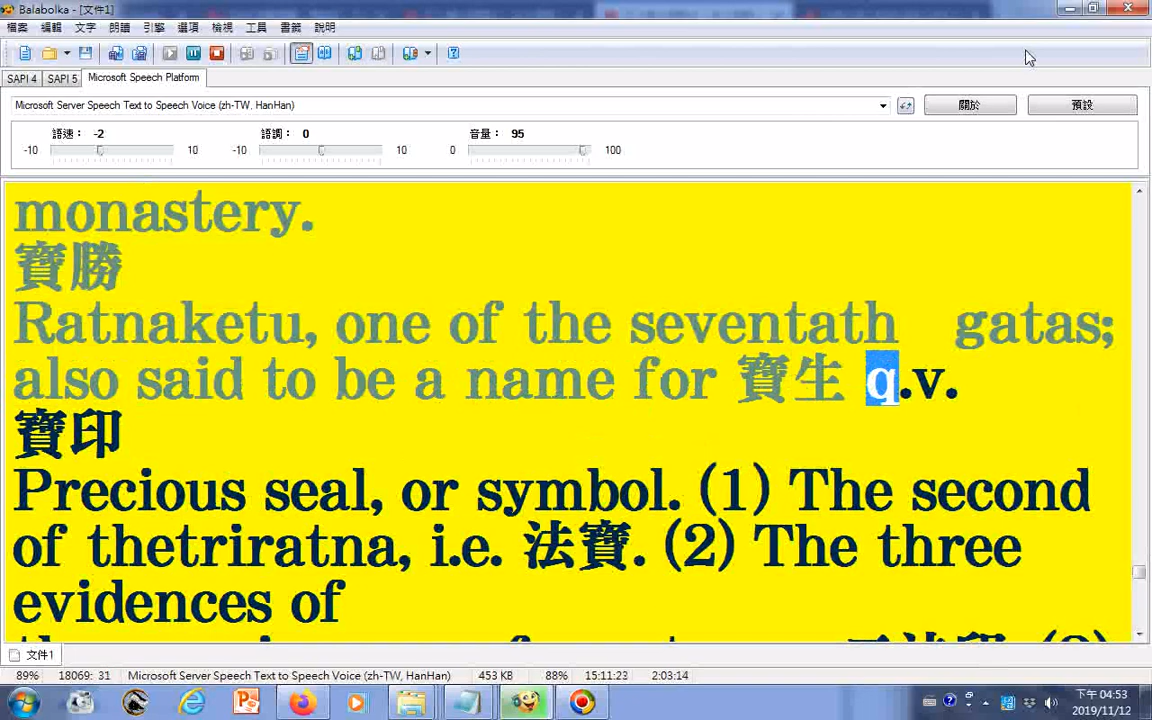 Balabolka - [文件1]
檔案 編輯 文字 朗讀 引擎 選項 檢視 工具 書籤 說明
SAPI 4 SAPI 5 Microsoft Speech Platform
Microsoft Server Speech Text to Speech Voice (zh-TW, HanHan) 關於 預設
語速： -2 語調： 0 音量： 95
-10 10 -10 10 0 100
monastery.
寶勝
Ratnaketu, one of the seventath gatas;
also said to be a name for 寶生 q.v.
寶印
Precious seal, or symbol. (1) The second
of thetriratna, i.e. 法寶. (2) The three
evidences of
文件1
89% 18069: 31 Microsoft Server Speech Text to Speech Voice (zh-TW, HanHan) 453 KB 88% 15:11:23 2:03:14
下午 04:53
2019/11/12